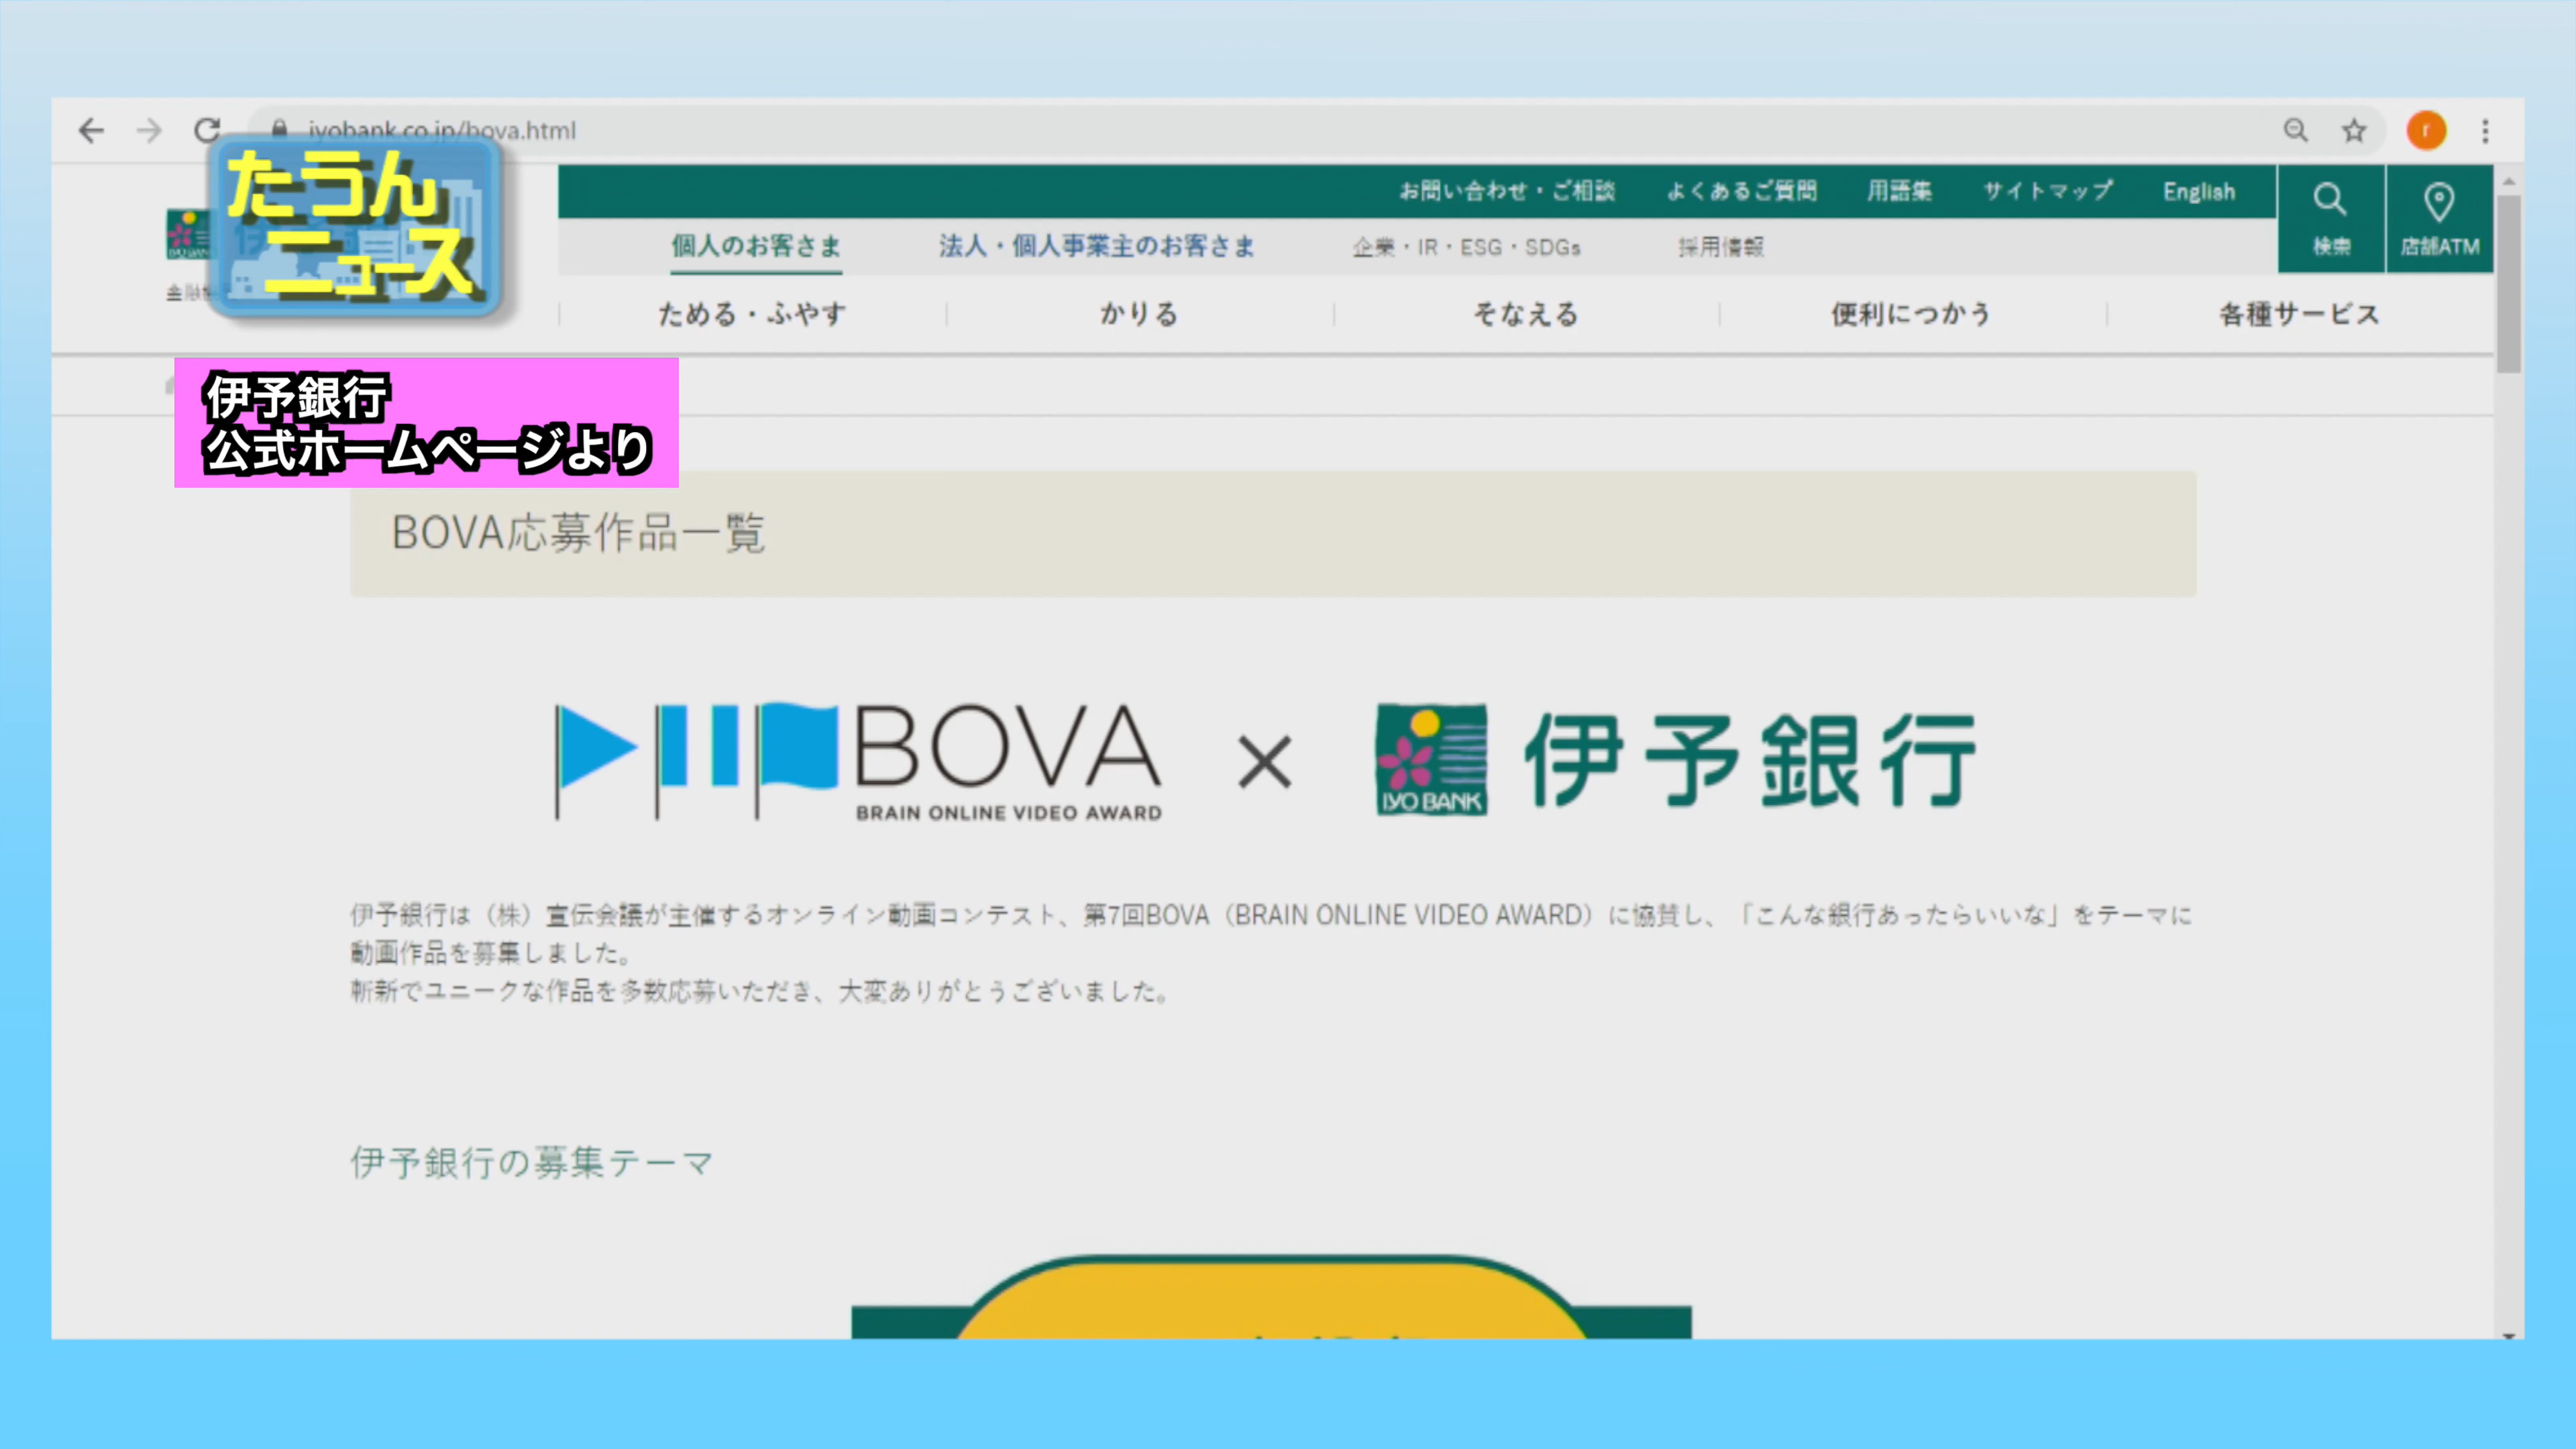 iyobank.co.jp/bova.html
r
たうん
ニュース
お問い合わせ・ご相談 よくあるご質問 用語集 サイトマップ English
検索
店舗ATM
個人のお客さま 法人・個人事業主のお客さま 企業・IR・ESG・SDGs 採用情報
ためる・ふやす かりる そなえる 便利につかう 各種サービス
伊予銀行
公式ホームページより
BOVA応募作品一覧
BOVA
BRAIN ONLINE VIDEO AWARD
×
IYO BANK
伊予銀行
伊予銀行は（株）宣伝会議が主催するオンライン動画コンテスト、第7回BOVA（BRAIN ONLINE VIDEO AWARD）に協賛し、「こんな銀行あったらいいな」をテーマに
動画作品を募集しました。
斬新でユニークな作品を多数応募いただき、大変ありがとうございました。
伊予銀行の募集テーマ